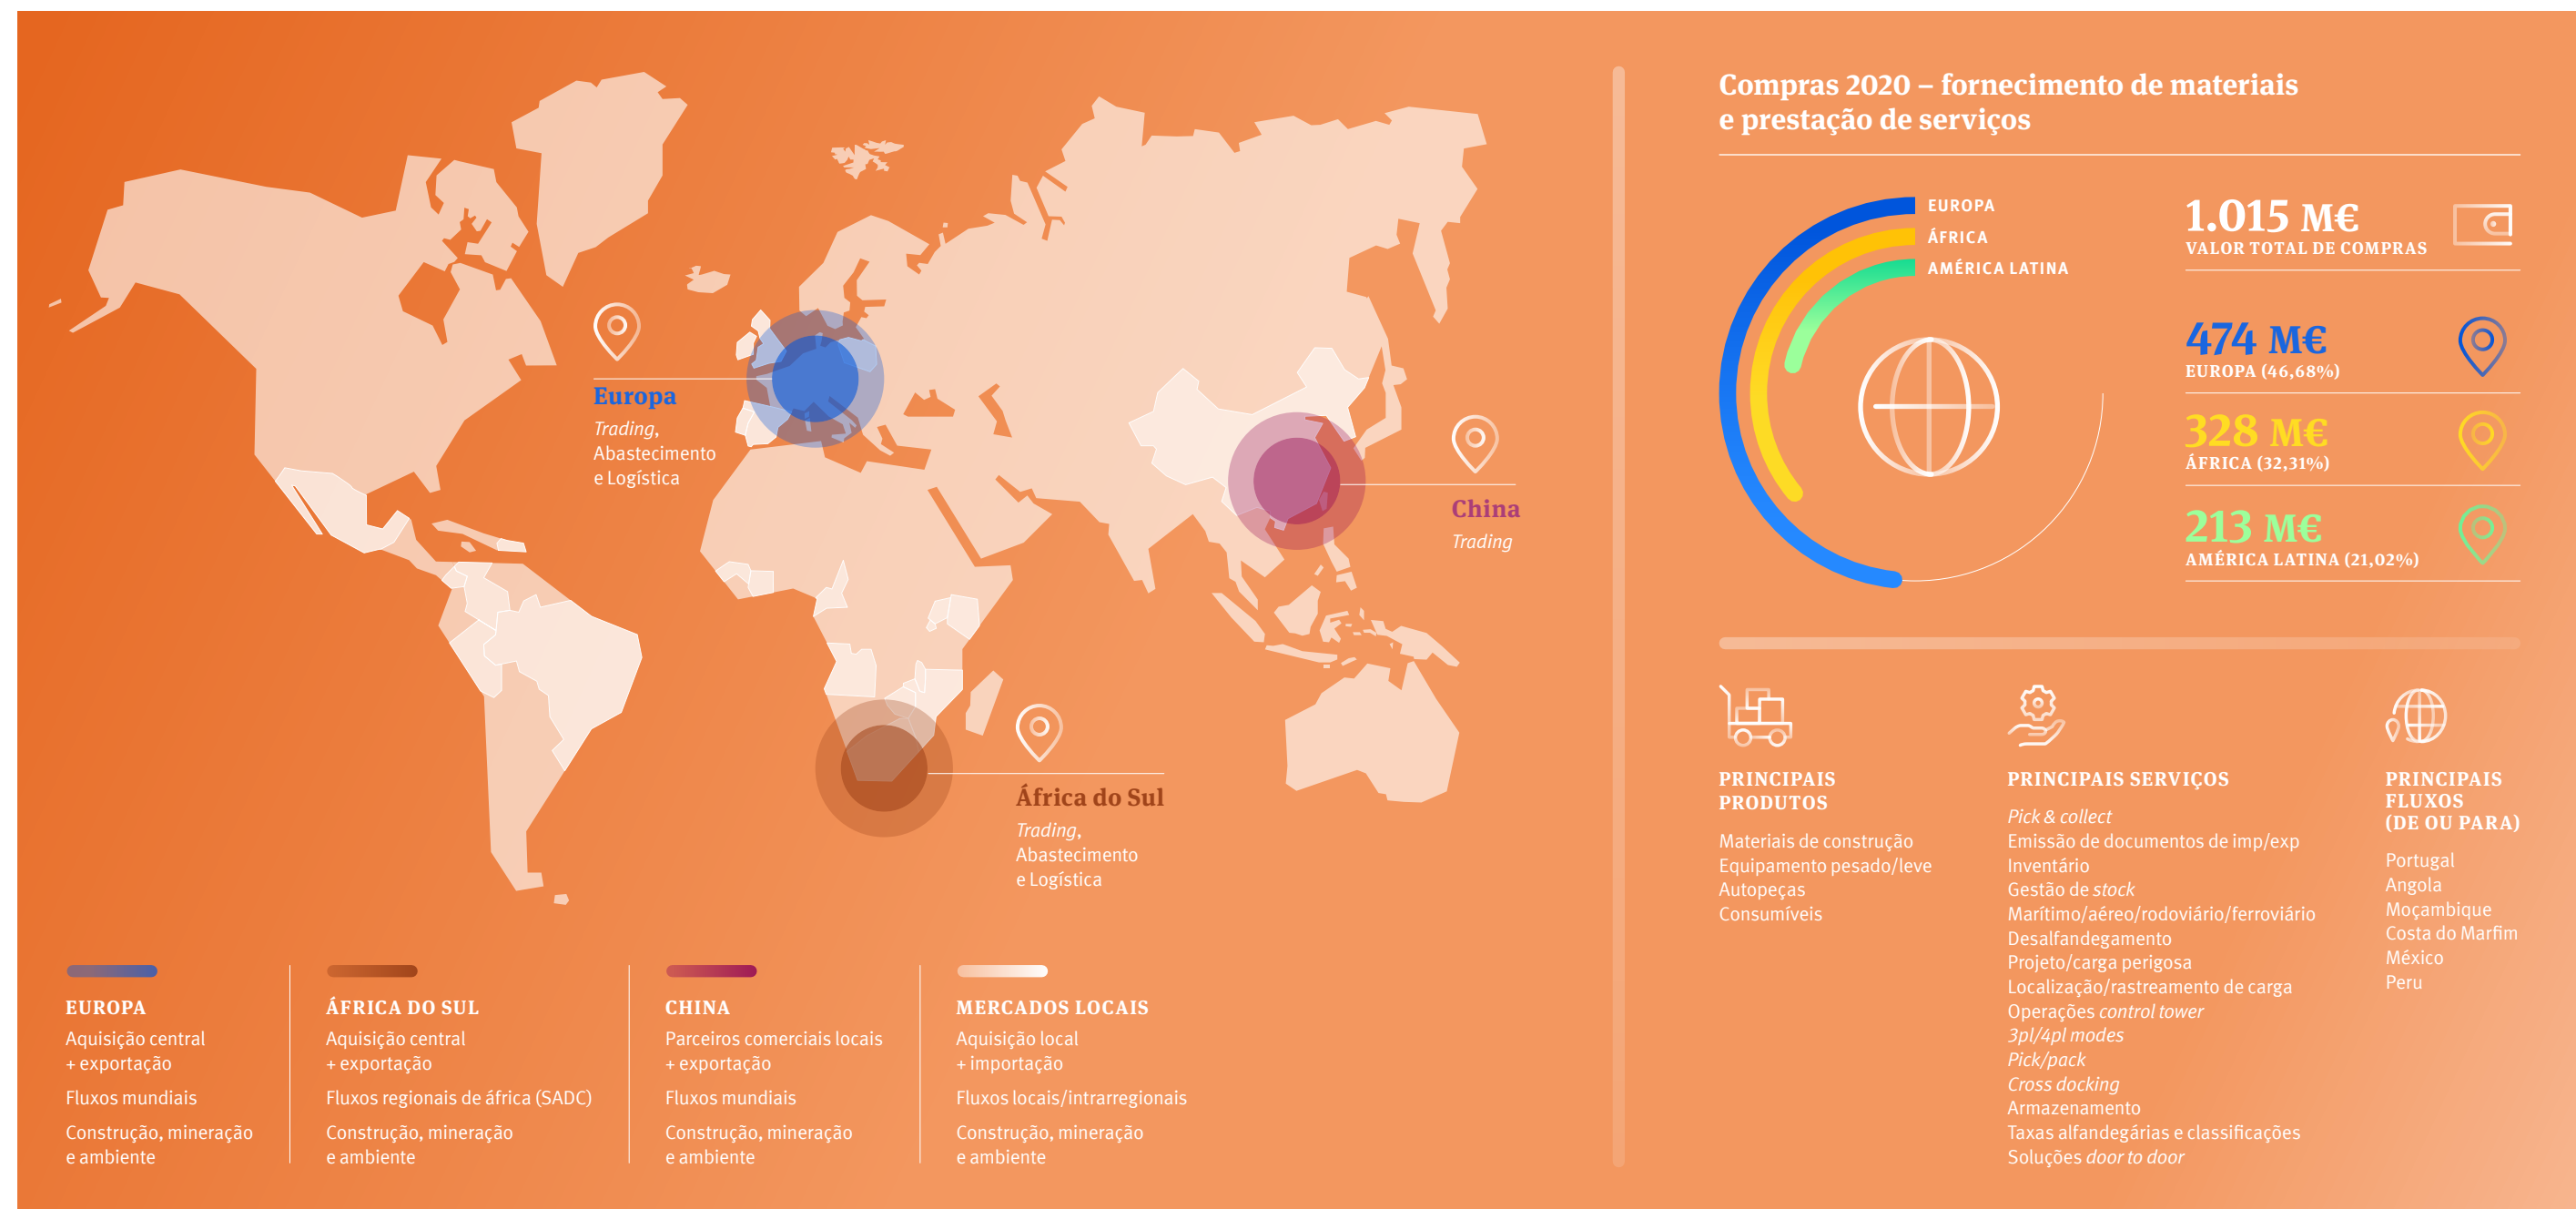 Europa
Trading,
Abastecimento
e Logística
China
Trading
África do Sul
Trading,
Abastecimento
e Logística
EUROPA
Aquisição central
+ exportação
Fluxos mundiais
Construção, mineração
e ambiente
ÁFRICA DO SUL
Aquisição central
+ exportação
Fluxos regionais de áfrica (SADC)
Construção, mineração
e ambiente
CHINA
Parceiros comerciais locais
+ exportação
Fluxos mundiais
Construção, mineração
e ambiente
MERCADOS LOCAIS
Aquisição local
+ importação
Fluxos locais/intrarregionais
Construção, mineração
e ambiente
Compras 2020 – fornecimento de materiais
e prestação de serviços
EUROPA
ÁFRICA
AMÉRICA LATINA
1.015 M€
VALOR TOTAL DE COMPRAS
474 M€
EUROPA (46,68%)
328 M€
ÁFRICA (32,31%)
213 M€
AMÉRICA LATINA (21,02%)
PRINCIPAIS
PRODUTOS
Materiais de construção
Equipamento pesado/leve
Autopeças
Consumíveis
PRINCIPAIS SERVIÇOS
Pick & collect
Emissão de documentos de imp/exp
Inventário
Gestão de stock
Marítimo/aéreo/rodoviário/ferroviário
Desalfandegamento
Projeto/carga perigosa
Localização/rastreamento de carga
Operações control tower
3pl/4pl modes
Pick/pack
Cross docking
Armazenamento
Taxas alfandegárias e classificações
Soluções door to door
PRINCIPAIS
FLUXOS
(DE OU PARA)
Portugal
Angola
Moçambique
Costa do Marfim
México
Peru